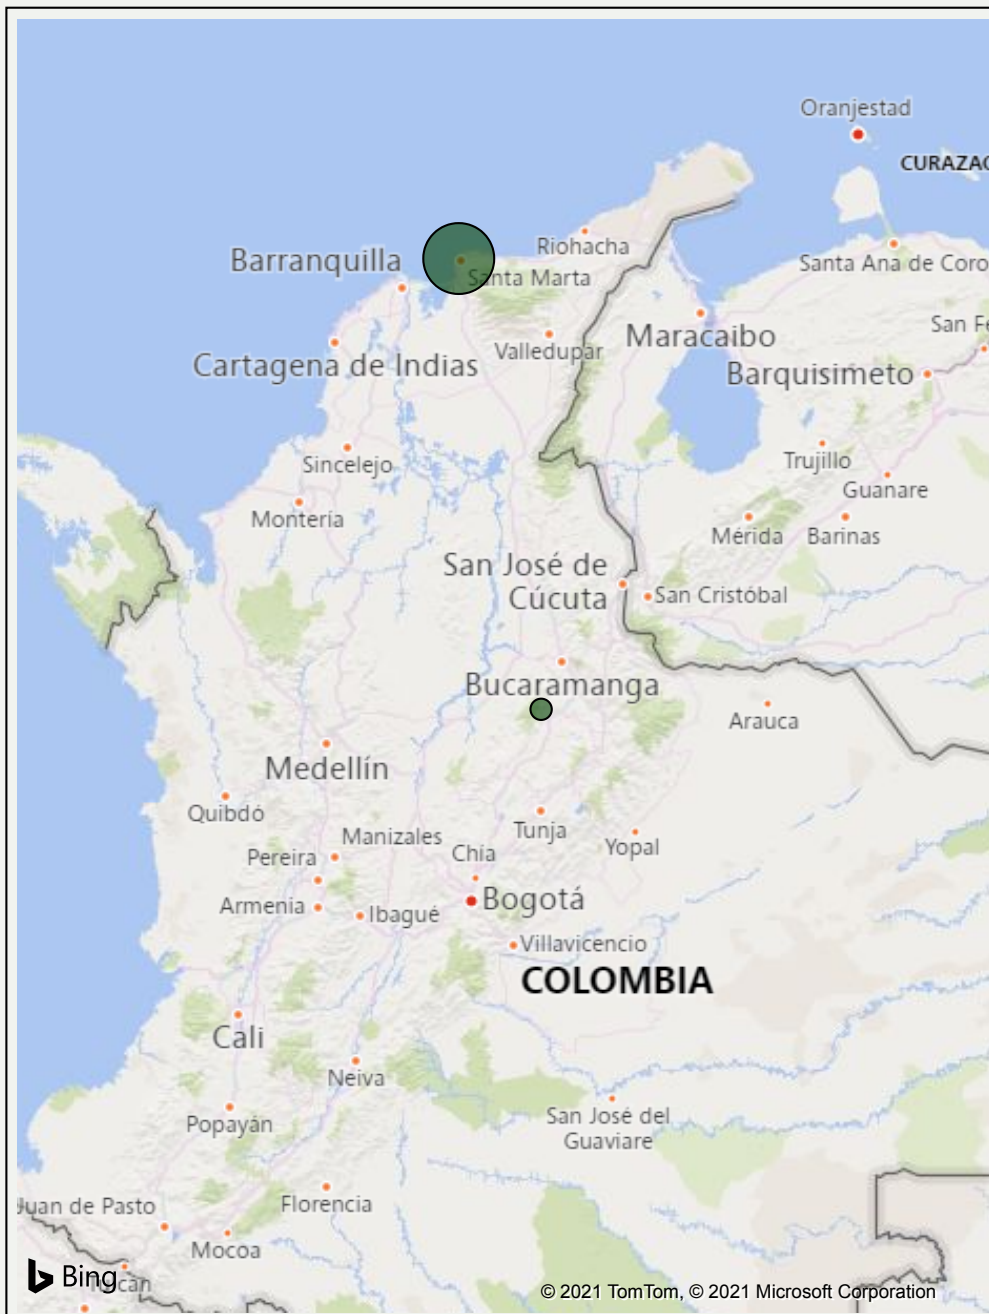 Oranjestad
CURAZAO
Riohacha
Barranquilla
Santa Marta
Santa Ana de Coro
San Fe
Maracaibo
Valledupar
Cartagena de Indias
Barquisimeto
Sincelejo
Trujillo
Guanare
Montería
Mérida
Barinas
San José de
Cúcuta
San Cristóbal
Bucaramanga
Arauca
Medellín
Quibdó
Manizales
Tunja
Yopal
Pereira
Chía
Armenia
Ibagué
Bogotá
Villavicencio
COLOMBIA
Cali
Neiva
Popayán
San José del
Guaviare
Juan de Pasto
Florencia
Mocoa
Bing
© 2021 TomTom, © 2021 Microsoft Corporation